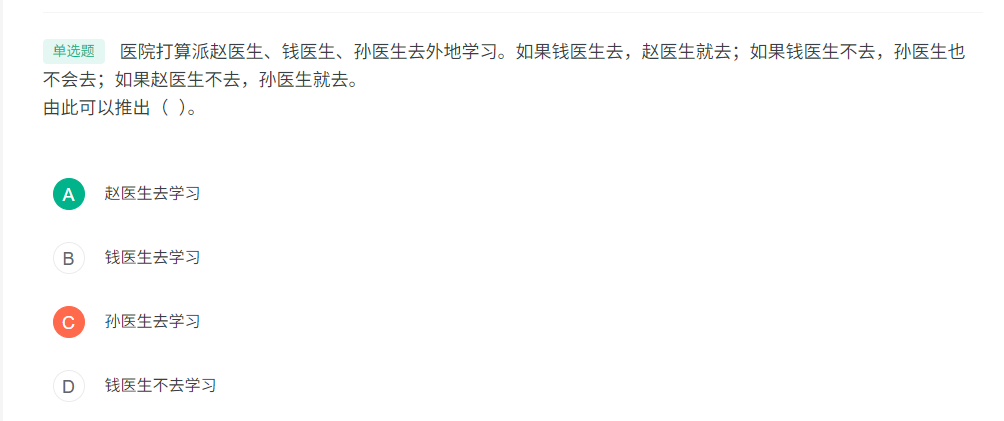 单选题 医院打算派赵医生、钱医生、孙医生去外地学习。如果钱医生去，赵医生就去；如果钱医生不去，孙医生也
不会去；如果赵医生不去，孙医生就去。
由此可以推出（ ）。
A 赵医生去学习
B 钱医生去学习
C 孙医生去学习
D 钱医生不去学习